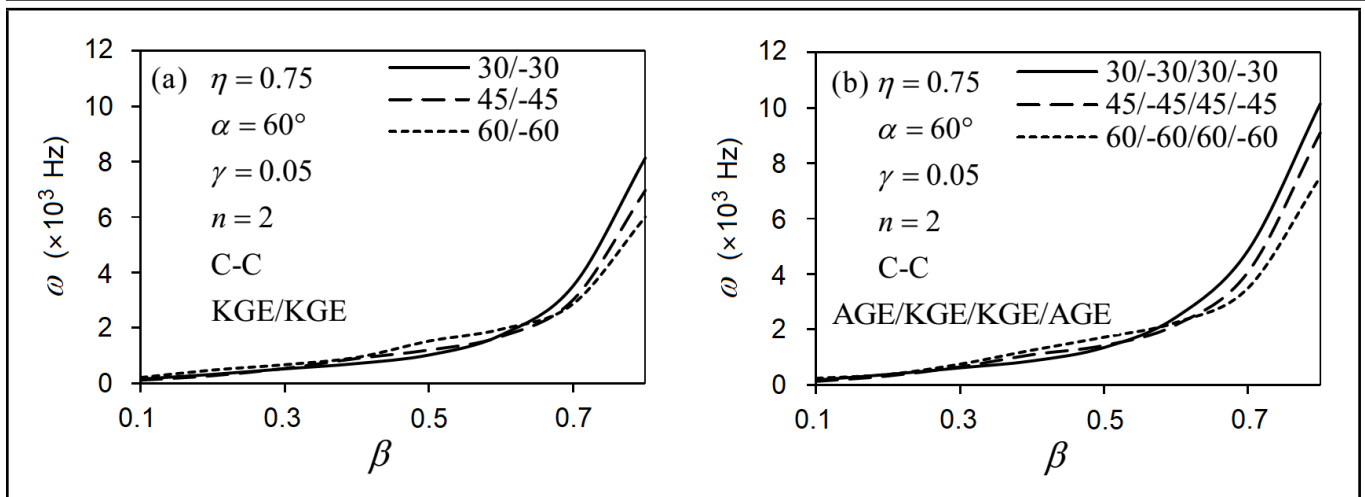 12
10
8
6
4
2
0
ω (×10³ Hz)
(a) η = 0.75
α = 60°
γ = 0.05
n = 2
C-C
KGE/KGE
30/-30
45/-45
60/-60
0.1 0.3 0.5 0.7
β
12
10
8
6
4
2
0
ω (×10³ Hz)
(b) η = 0.75
α = 60°
γ = 0.05
n = 2
C-C
AGE/KGE/KGE/AGE
30/-30/30/-30
45/-45/45/-45
60/-60/60/-60
0.1 0.3 0.5 0.7
β